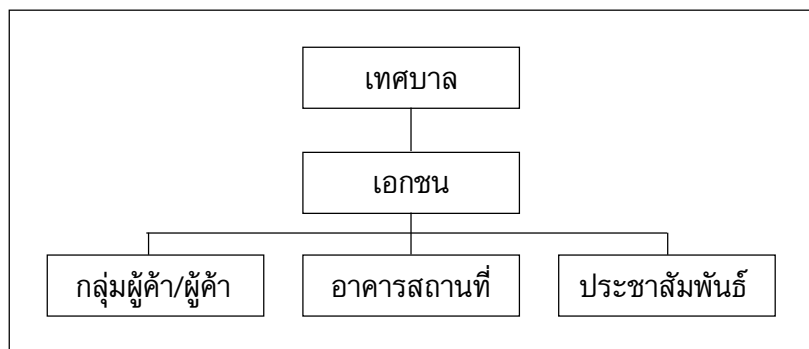 เทศบาล
เอกชน
กลุ่มผู้ค้า/ผู้ค้า
อาคารสถานที่
ประชาสัมพันธ์